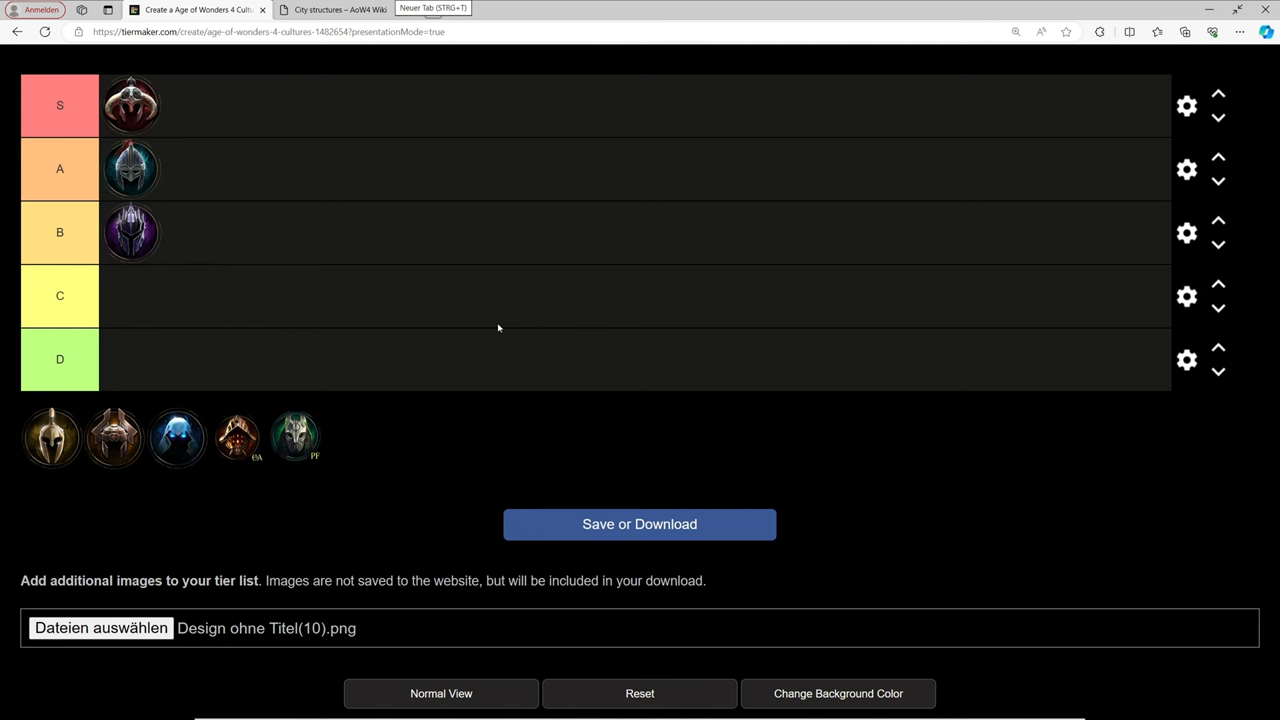 Anmelden
Create a Age of Wonders 4 Cultu
City structures – AoW4 Wiki
Neuer Tab (STRG+T)
https://tiermaker.com/create/age-of-wonders-4-cultures-1482654?presentationMode=true
S
A
B
C
D
PF
Save or Download
Add additional images to your tier list. Images are not saved to the website, but will be included in your download.
Dateien auswählen Design ohne Titel(10).png
Normal View
Reset
Change Background Color